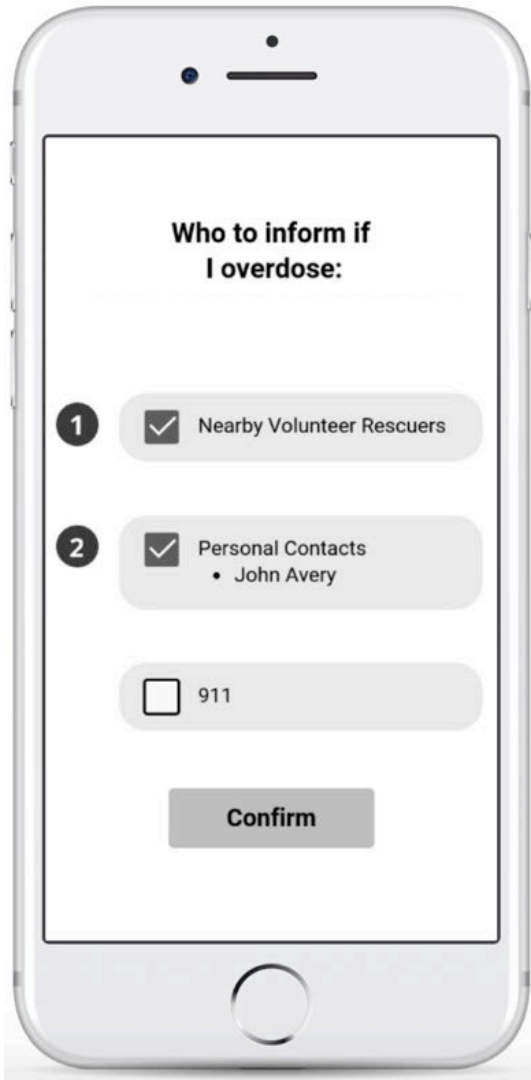 Who to inform if
I overdose:
1
Nearby Volunteer Rescuers
2
Personal Contacts
• John Avery
911
Confirm